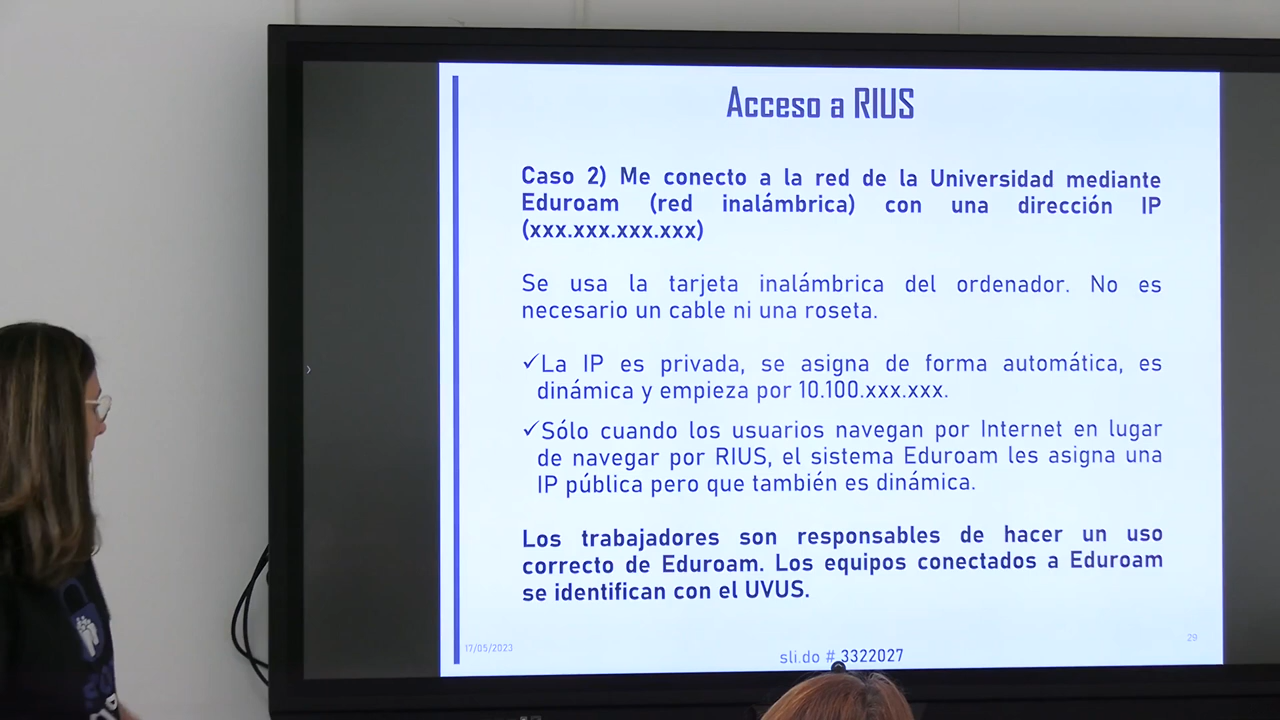 Acceso a RIUS
Caso 2) Me conecto a la red de la Universidad mediante
Eduroam (red inalámbrica) con una dirección IP
(xxx.xxx.xxx.xxx)
Se usa la tarjeta inalámbrica del ordenador. No es
necesario un cable ni una roseta.
✓La IP es privada, se asigna de forma automática, es
dinámica y empieza por 10.100.xxx.xxx.
✓Sólo cuando los usuarios navegan por Internet en lugar
de navegar por RIUS, el sistema Eduroam les asigna una
IP pública pero que también es dinámica.
Los trabajadores son responsables de hacer un uso
correcto de Eduroam. Los equipos conectados a Eduroam
se identifican con el UVUS.
17/05/2023
sli.do # 3322027
29